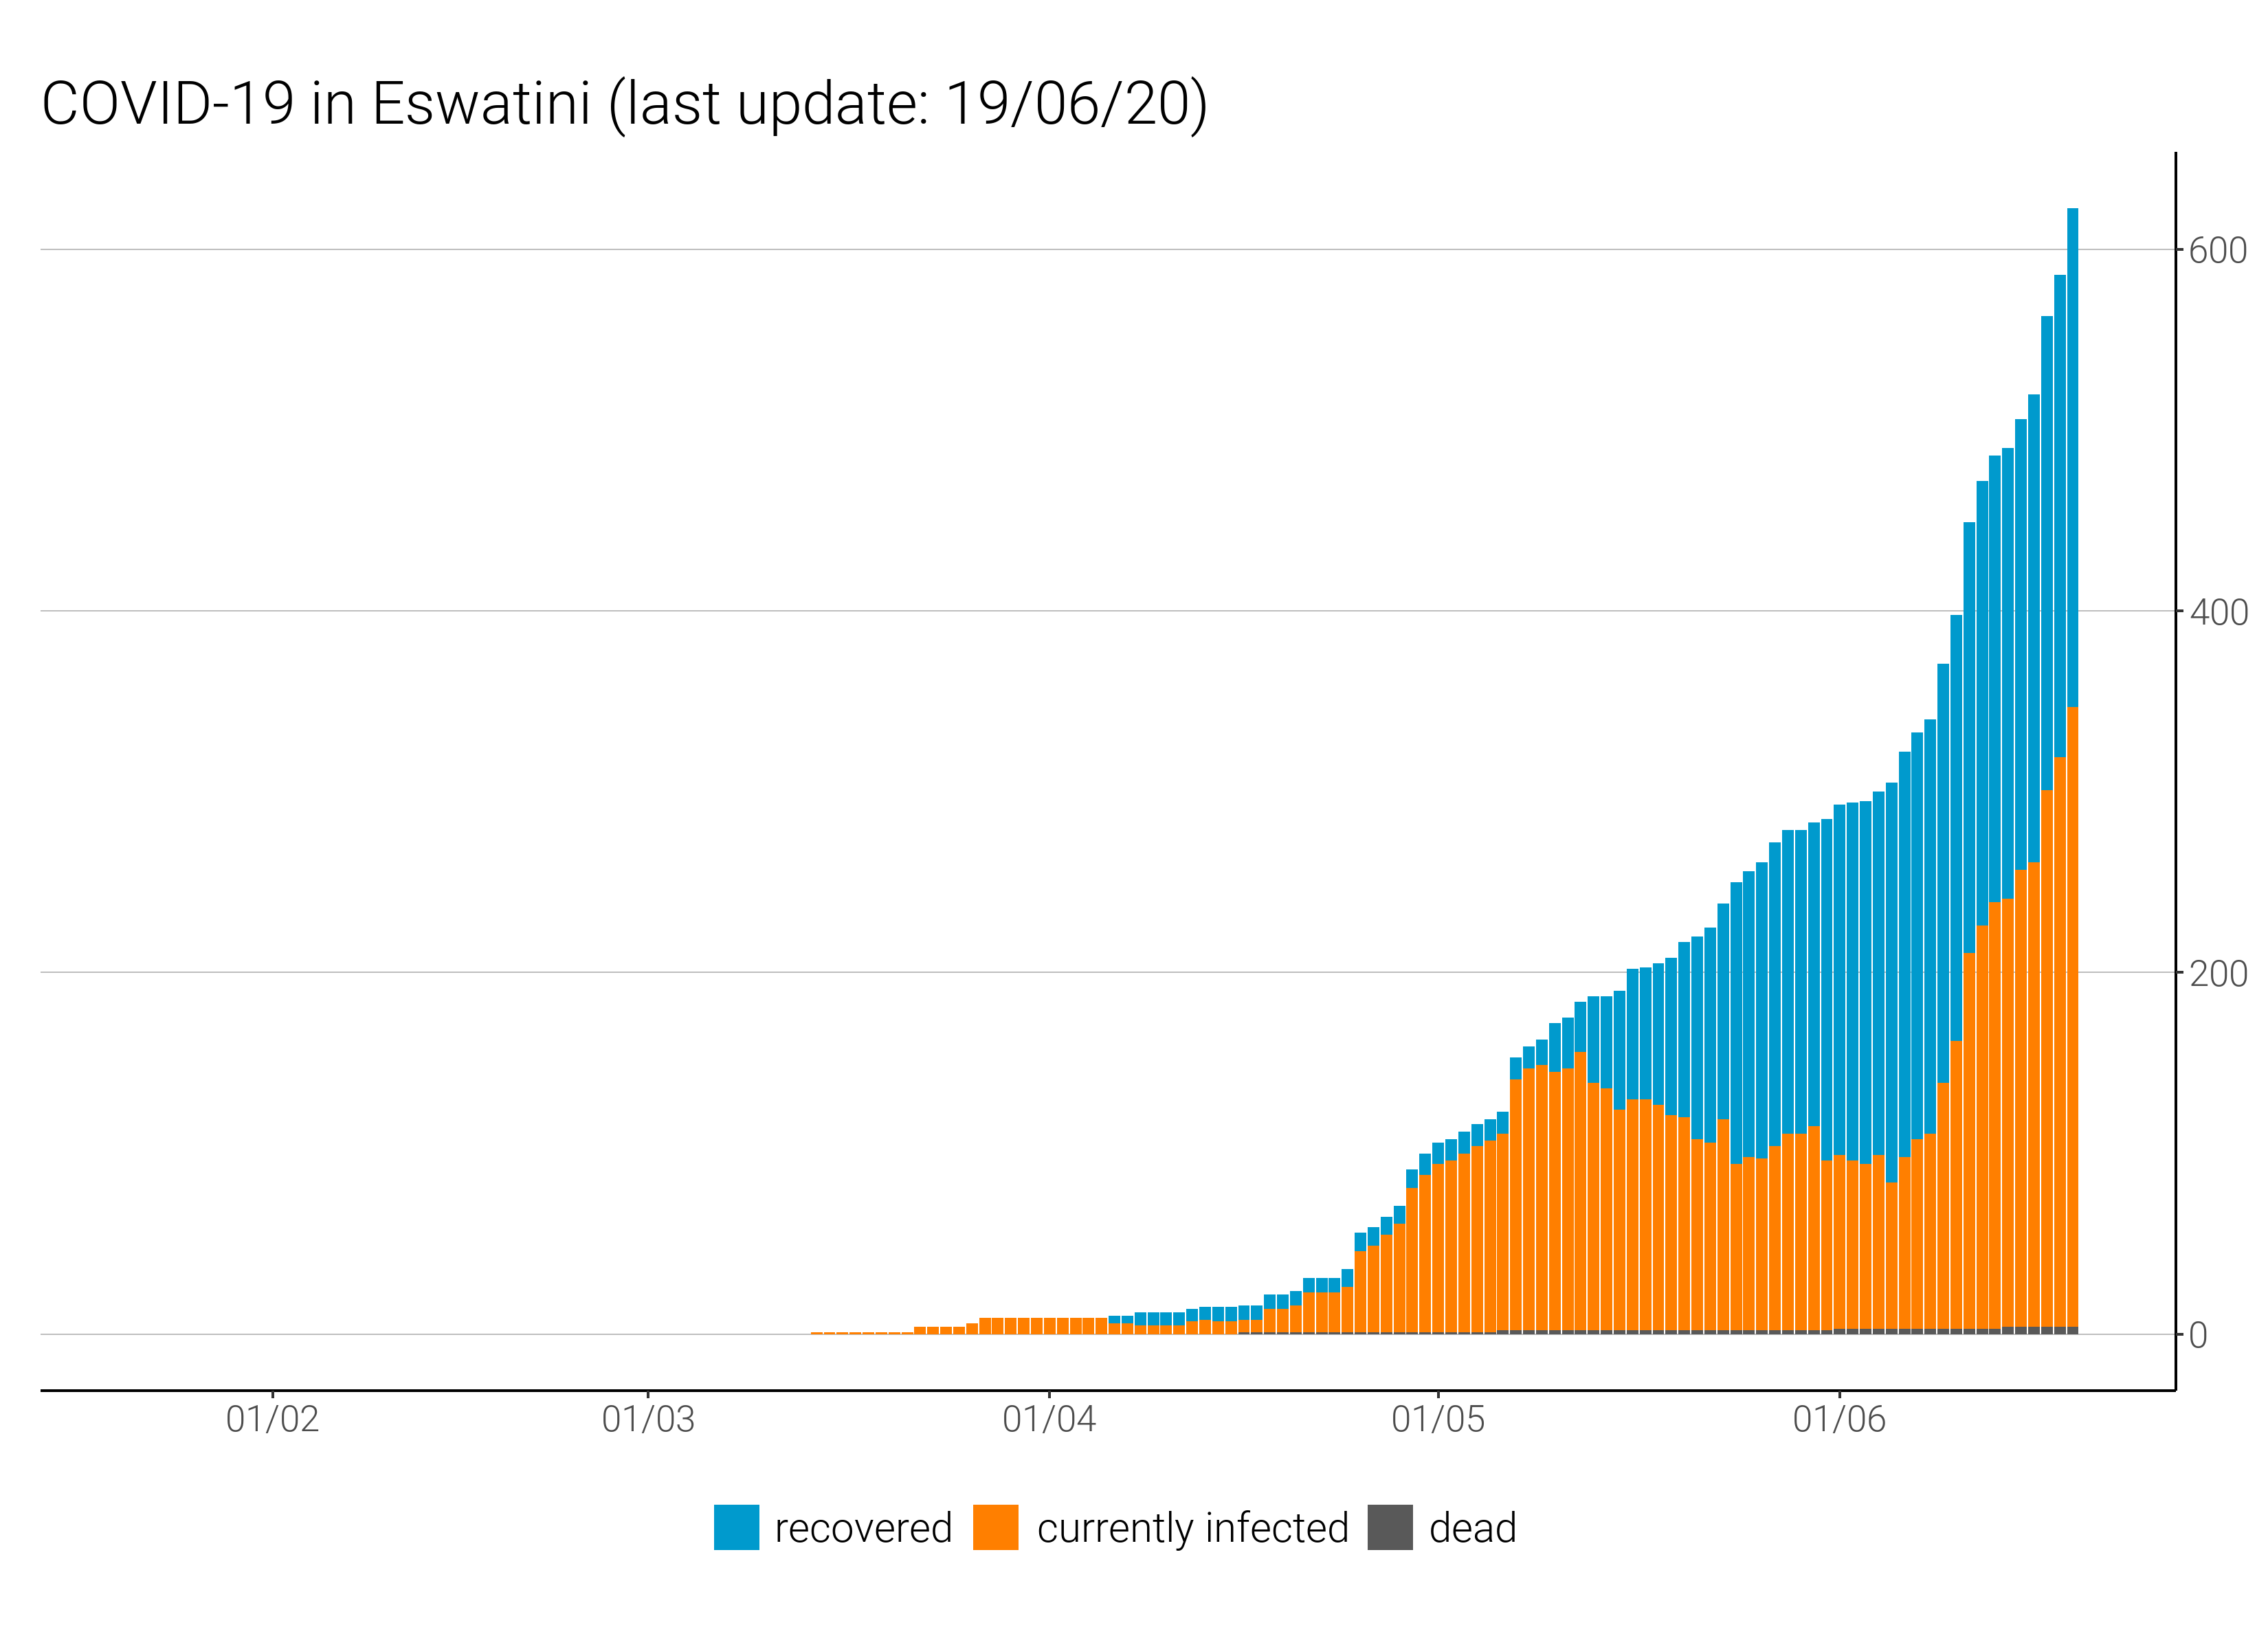 COVID-19 in Eswatini (last update: 19/06/20)
600
400
200
0
01/02 01/03 01/04 01/05 01/06
recovered currently infected dead